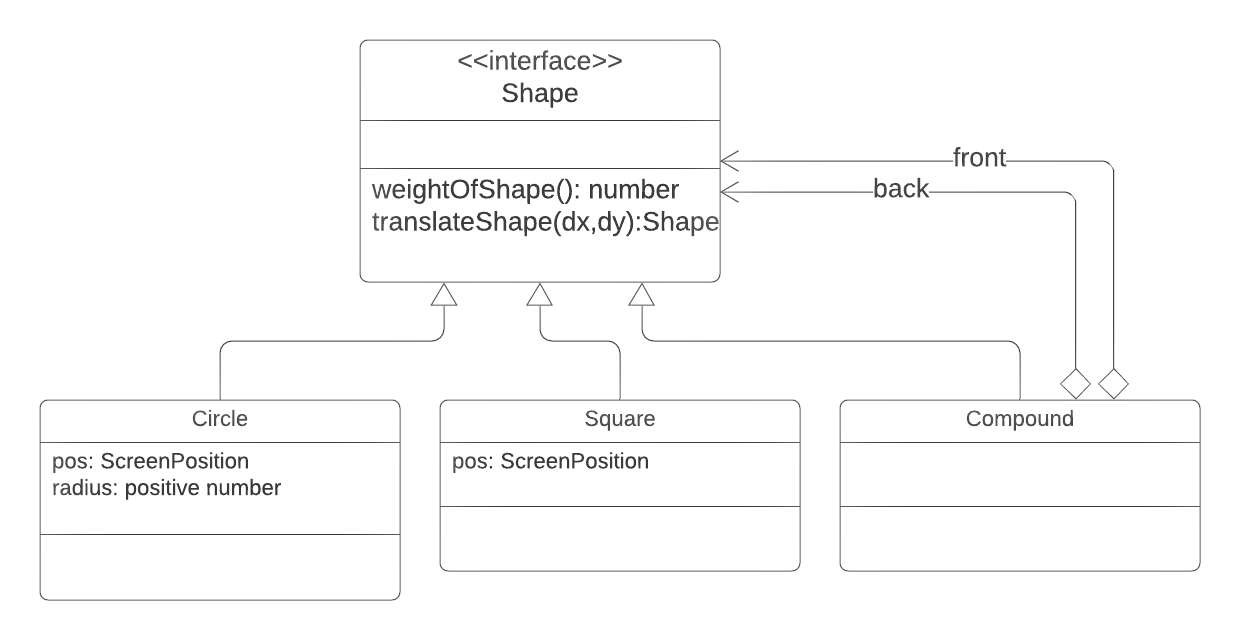 <<interface>>
Shape
front
back
weightOfShape(): number
translateShape(dx,dy):Shape
Circle
pos: ScreenPosition
radius: positive number
Square
pos: ScreenPosition
Compound